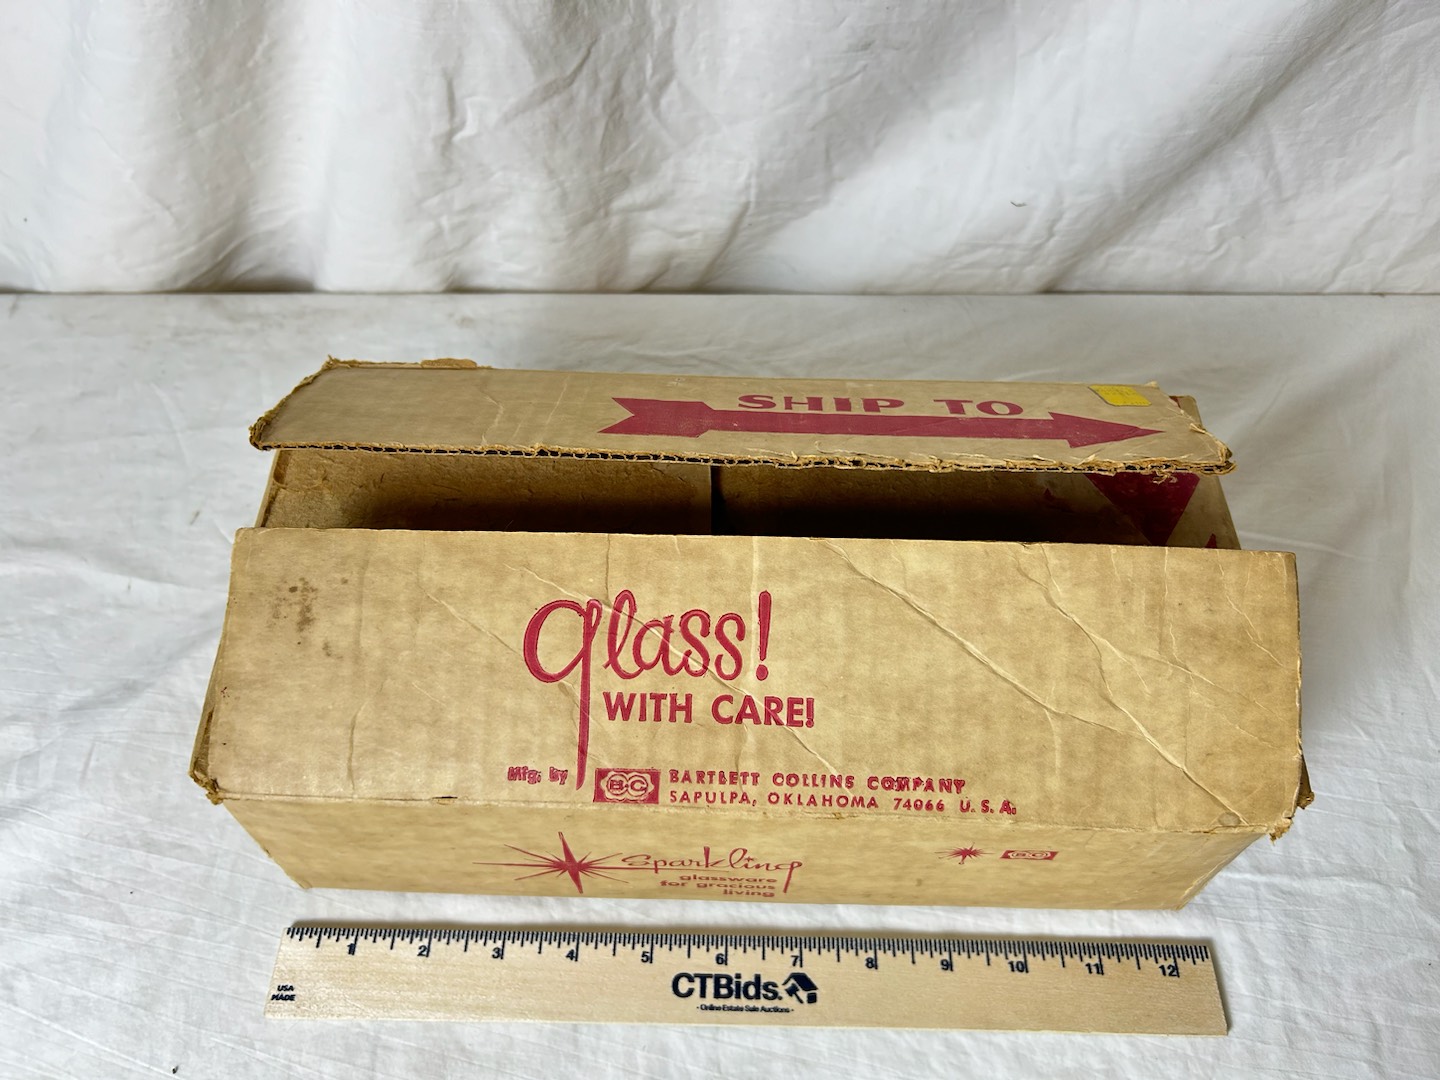 SHIP TO
glass!
WITH CARE!
Mfg. by B-C BARTLETT COLLINS COMPANY
SAPULPA, OKLAHOMA 74066 U.S.A.
Sparkling
glassware
for gracious
living
B-C
1 2 3 4 5 6 7 8 9 10 11 12
USA
MADE
CTBids.
- Online Estate Sale Auctions -